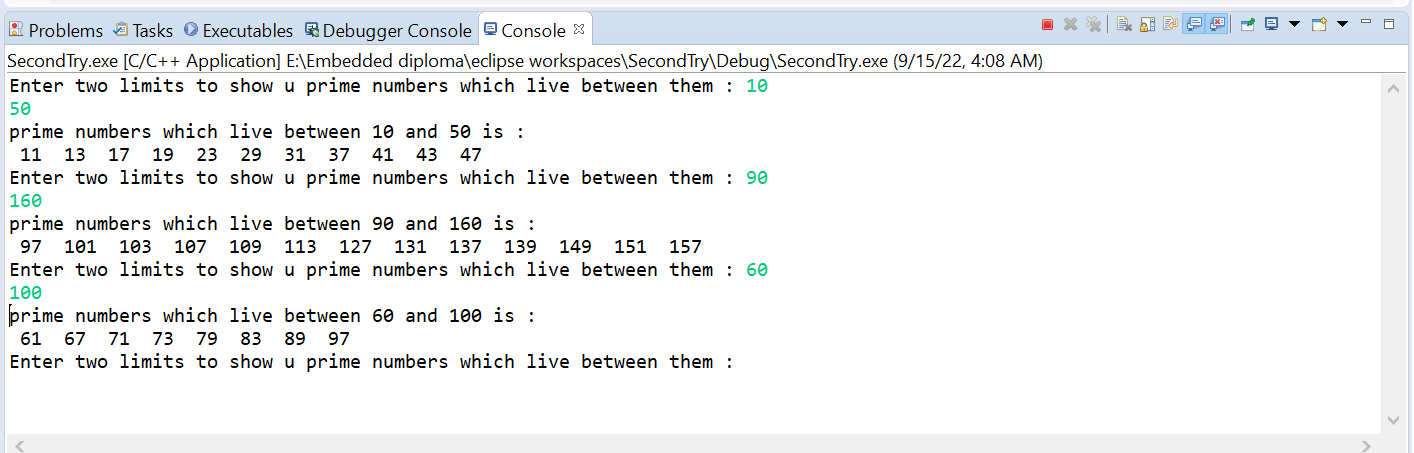 Problems Tasks Executables Debugger Console Console
SecondTry.exe [C/C++ Application] E:\Embedded diploma\eclipse workspaces\SecondTry\Debug\SecondTry.exe (9/15/22, 4:08 AM)
Enter two limits to show u prime numbers which live between them : 10
50
prime numbers which live between 10 and 50 is :
11 13 17 19 23 29 31 37 41 43 47
Enter two limits to show u prime numbers which live between them : 90
160
prime numbers which live between 90 and 160 is :
97 101 103 107 109 113 127 131 137 139 149 151 157
Enter two limits to show u prime numbers which live between them : 60
100
prime numbers which live between 60 and 100 is :
61 67 71 73 79 83 89 97
Enter two limits to show u prime numbers which live between them :